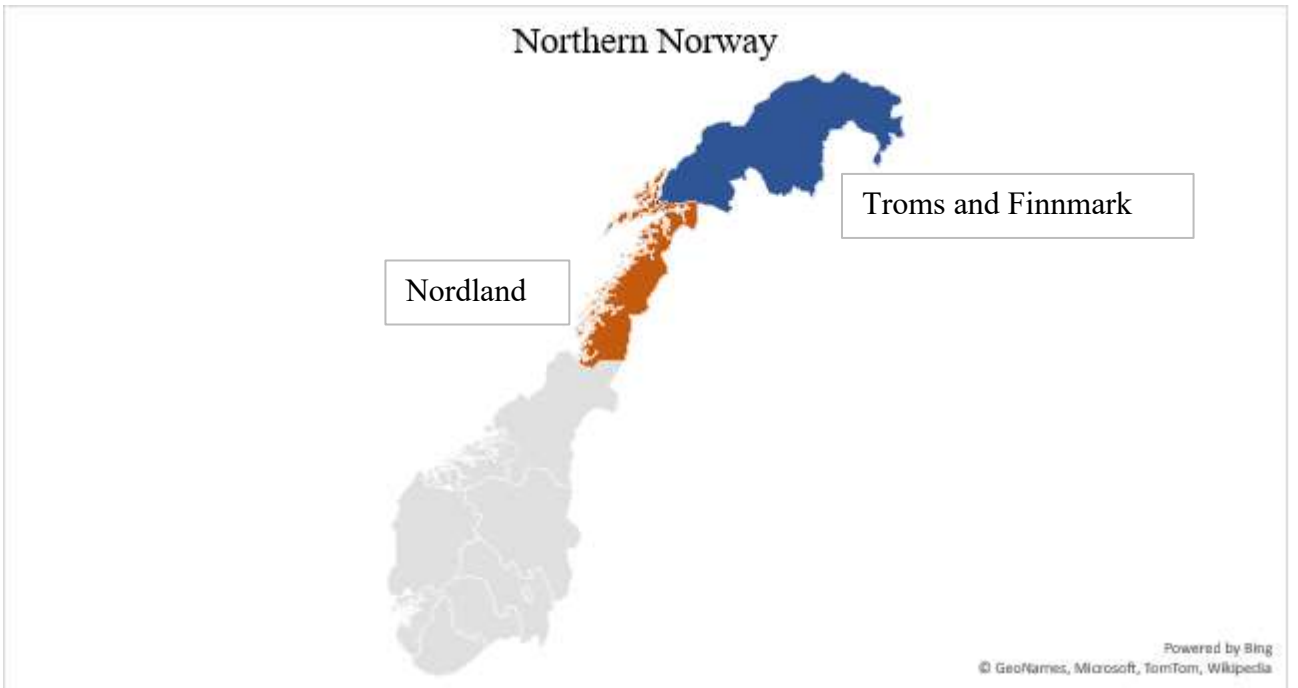 Northern Norway
Troms and Finnmark
Nordland
Powered by Bing
© GeoNames, Microsoft, TomTom, Wikipedia